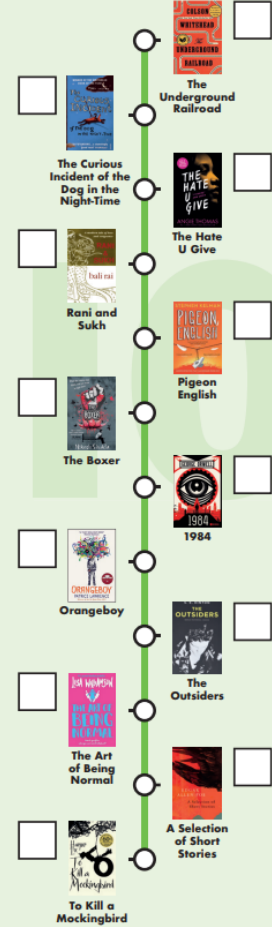 COLSON
WHITEHEAD
THE
UNDERGROUND
RAILROAD
The
Underground
Railroad
The Curious
Incident of the
Dog in the
Night-Time
THE
HATE
U
GIVE
ANGIE THOMAS
The Hate
U Give
bali rai
Rani and
Sukh
STEPHEN KELMAN
PIGEON
ENGLISH
Pigeon
English
THE
BOXER
The Boxer
GEORGE ORWELL
1984
1984
ORANGEBOY
PATRICE LAWRENCE
Orangeboy
THE
OUTSIDERS
The
Outsiders
LISA WILLIAMSON
THE ART OF
BEING
NORMAL
The Art
of Being
Normal
A Selection
of Short
Stories
Harper
Lee
To
Kill a
Mockingbird
To Kill a
Mockingbird
10